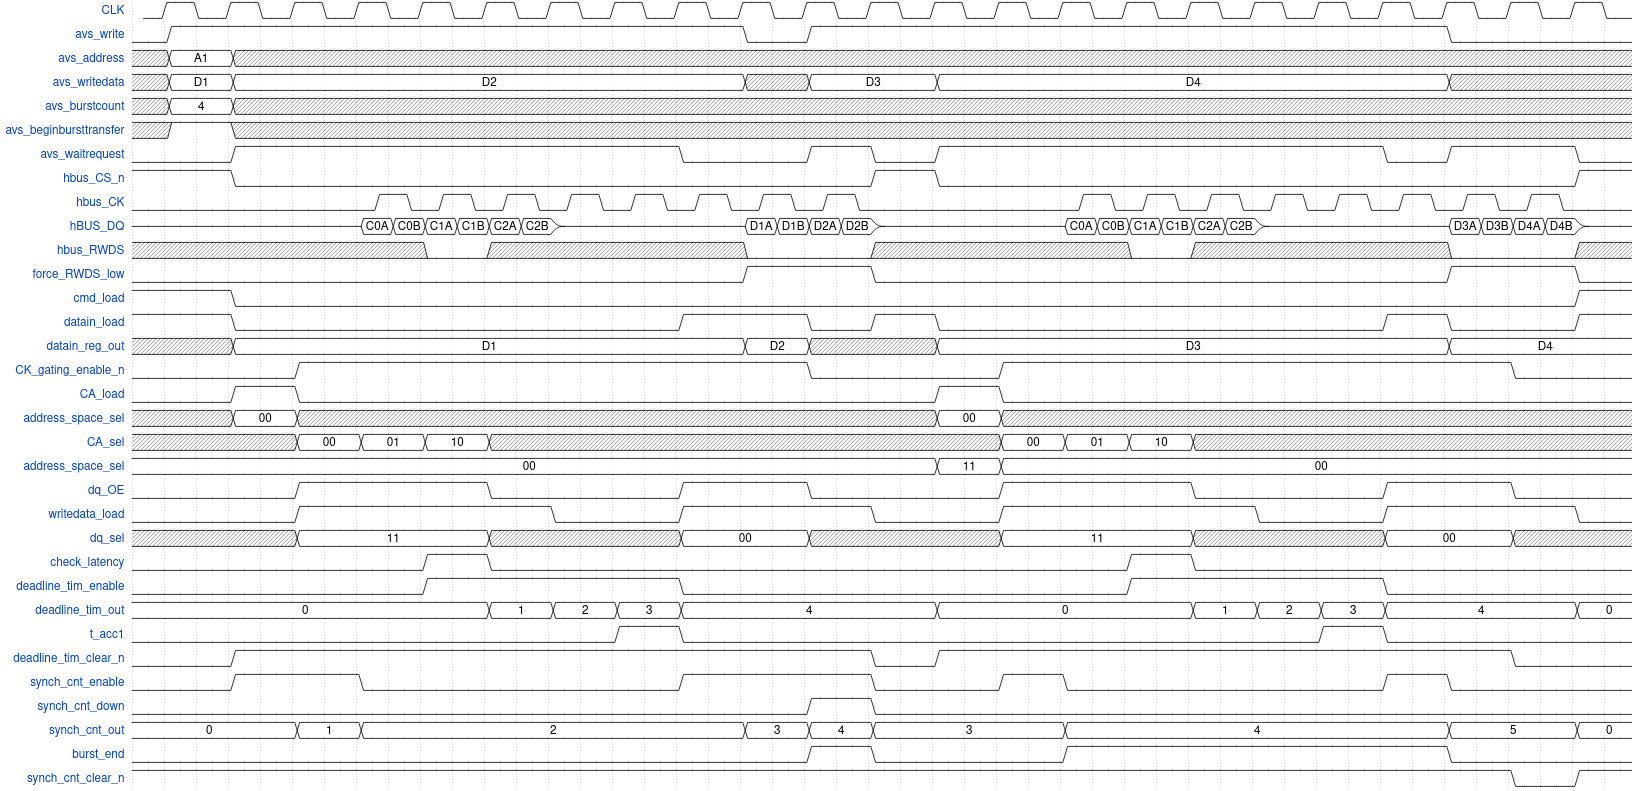 CLK
avs_write
avs_address A1
avs_writedata D1 D2 D3 D4
avs_burstcount 4
avs_beginbursttransfer
avs_waitrequest
hbus_CS_n
hbus_CK
hBUS_DQ C0A C0B C1A C1B C2A C2B D1A D1B D2A D2B C0A C0B C1A C1B C2A C2B D3A D3B D4A D4B
hbus_RWDS
force_RWDS_low
cmd_load
datain_load
datain_reg_out D1 D2 D3 D4
CK_gating_enable_n
CA_load
address_space_sel 00 00
CA_sel 00 01 10 00 01 10
address_space_sel 00 11 00
dq_OE
writedata_load
dq_sel 11 00 11 00
check_latency
deadline_tim_enable
deadline_tim_out 0 1 2 3 4 0 1 2 3 4 0
t_acc1
deadline_tim_clear_n
synch_cnt_enable
synch_cnt_down
synch_cnt_out 0 1 2 3 4 3 4 5 0
burst_end
synch_cnt_clear_n